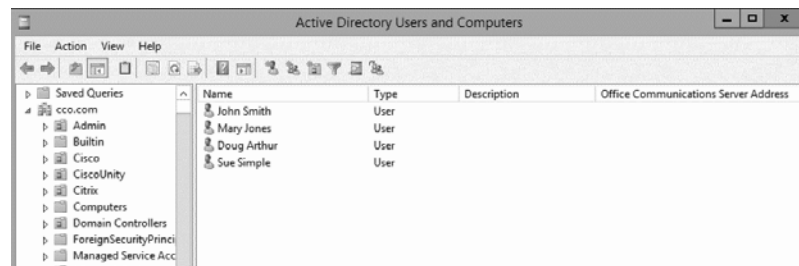 Active Directory Users and Computers
File Action View Help
Saved Queries
cco.com
Admin
Builtin
Cisco
CiscoUnity
Citrix
Computers
Domain Controllers
ForeignSecurityPrinci
Managed Service Acc
Name Type Description Office Communications Server Address
John Smith User
Mary Jones User
Doug Arthur User
Sue Simple User